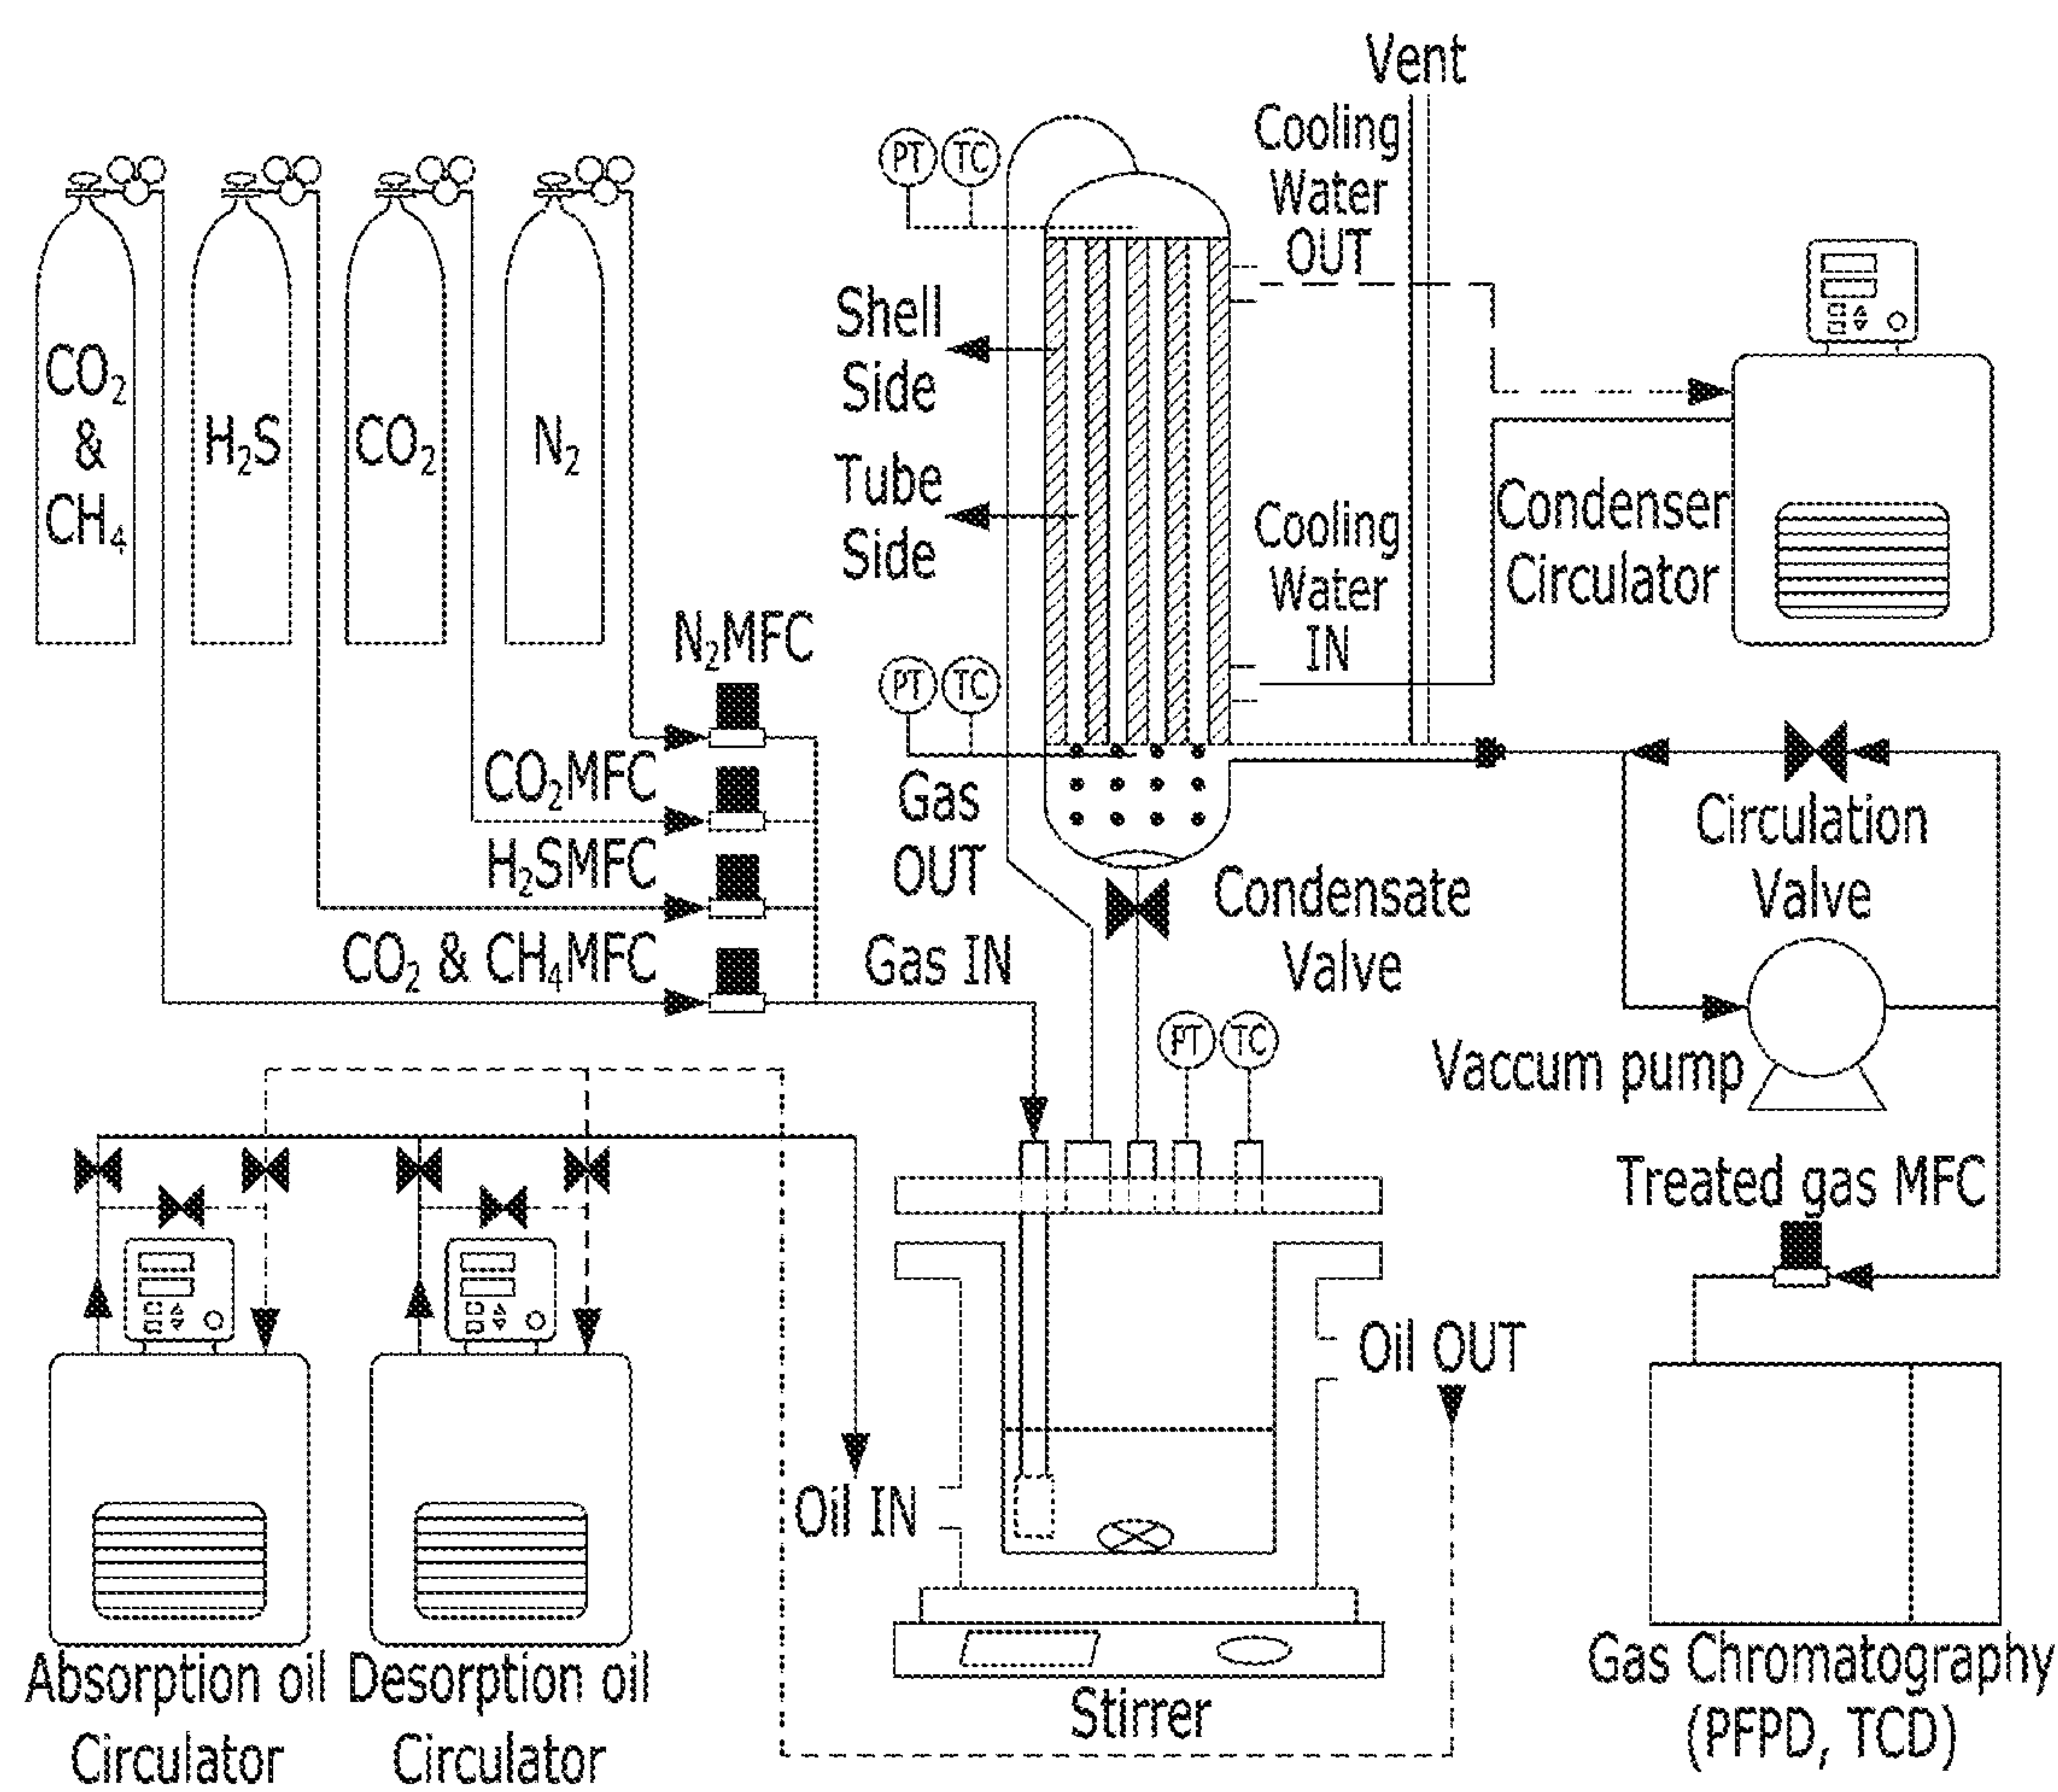 Vent
Cooling
Water
OUT
PT
TC
CO₂
&
CH₄
H₂S
CO₂
N₂
Shell
Side
Tube
Side
Cooling
Water
IN
Condenser
Circulator
N₂MFC
PT
TC
CO₂MFC
Gas
OUT
H₂SMFC
Circulation
Valve
Condensate
Valve
CO₂ & CH₄MFC
Gas IN
PT
TC
Vaccum pump
Treated gas MFC
Oil OUT
Oil IN
Absorption oil
Circulator
Desorption oil
Circulator
Stirrer
Gas Chromatography
(PFPD, TCD)